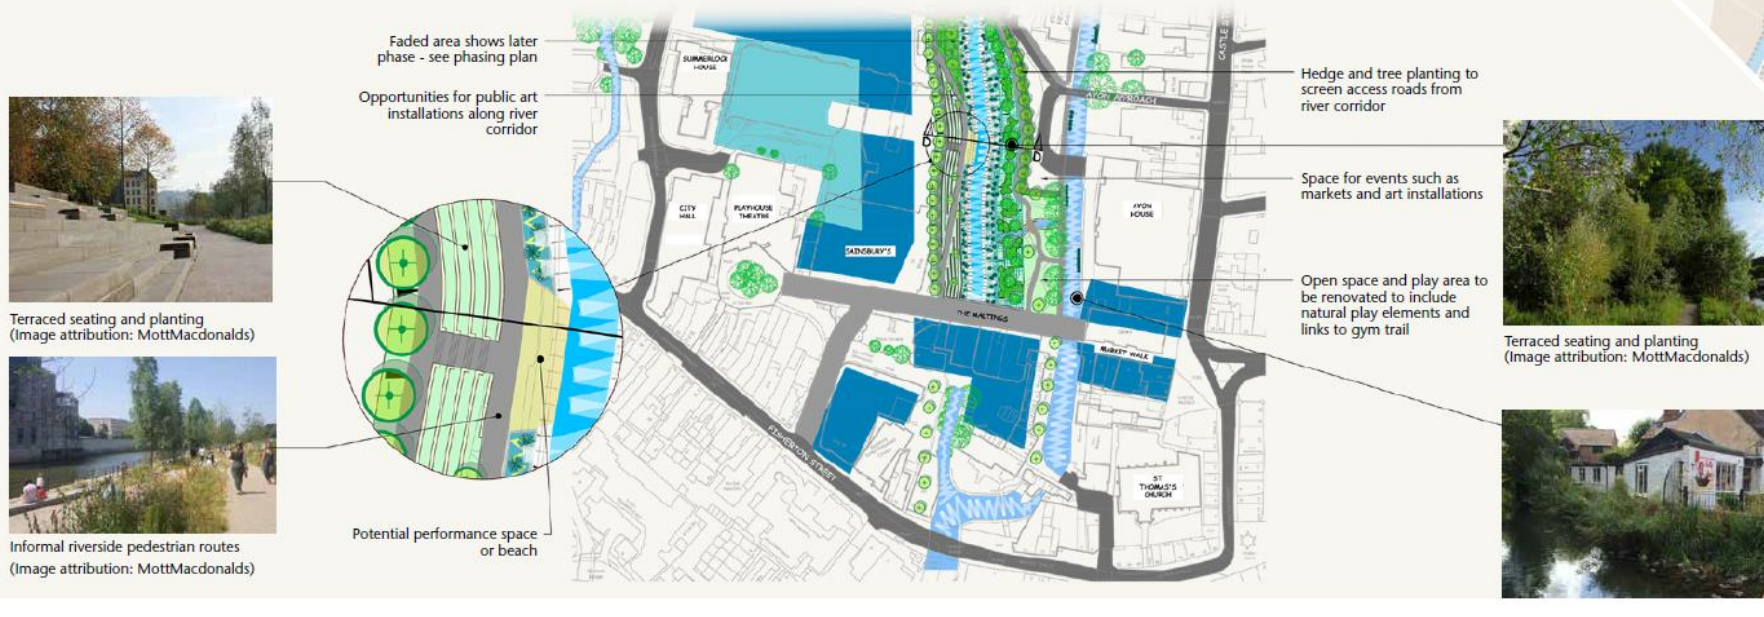 Faded area shows later
phase - see phasing plan
Opportunities for public art
installations along river
corridor
Terraced seating and planting
(Image attribution: MottMacdonalds)
Informal riverside pedestrian routes
(Image attribution: MottMacdonalds)
Potential performance space
or beach
SUMMERLOCK
HOUSE
CITY
HALL
PLAYHOUSE
THEATRE
SAINSBURY'S
THE MALTINGS
MARKET WALK
FISHERTON STREET
ST
THOMAS'S
CHURCH
AVON
HOUSE
AVON APPROACH
CASTLE
D
D
Hedge and tree planting to
screen access roads from
river corridor
Space for events such as
markets and art installations
Open space and play area to
be renovated to include
natural play elements and
links to gym trail
Terraced seating and planting
(Image attribution: MottMacdonalds)